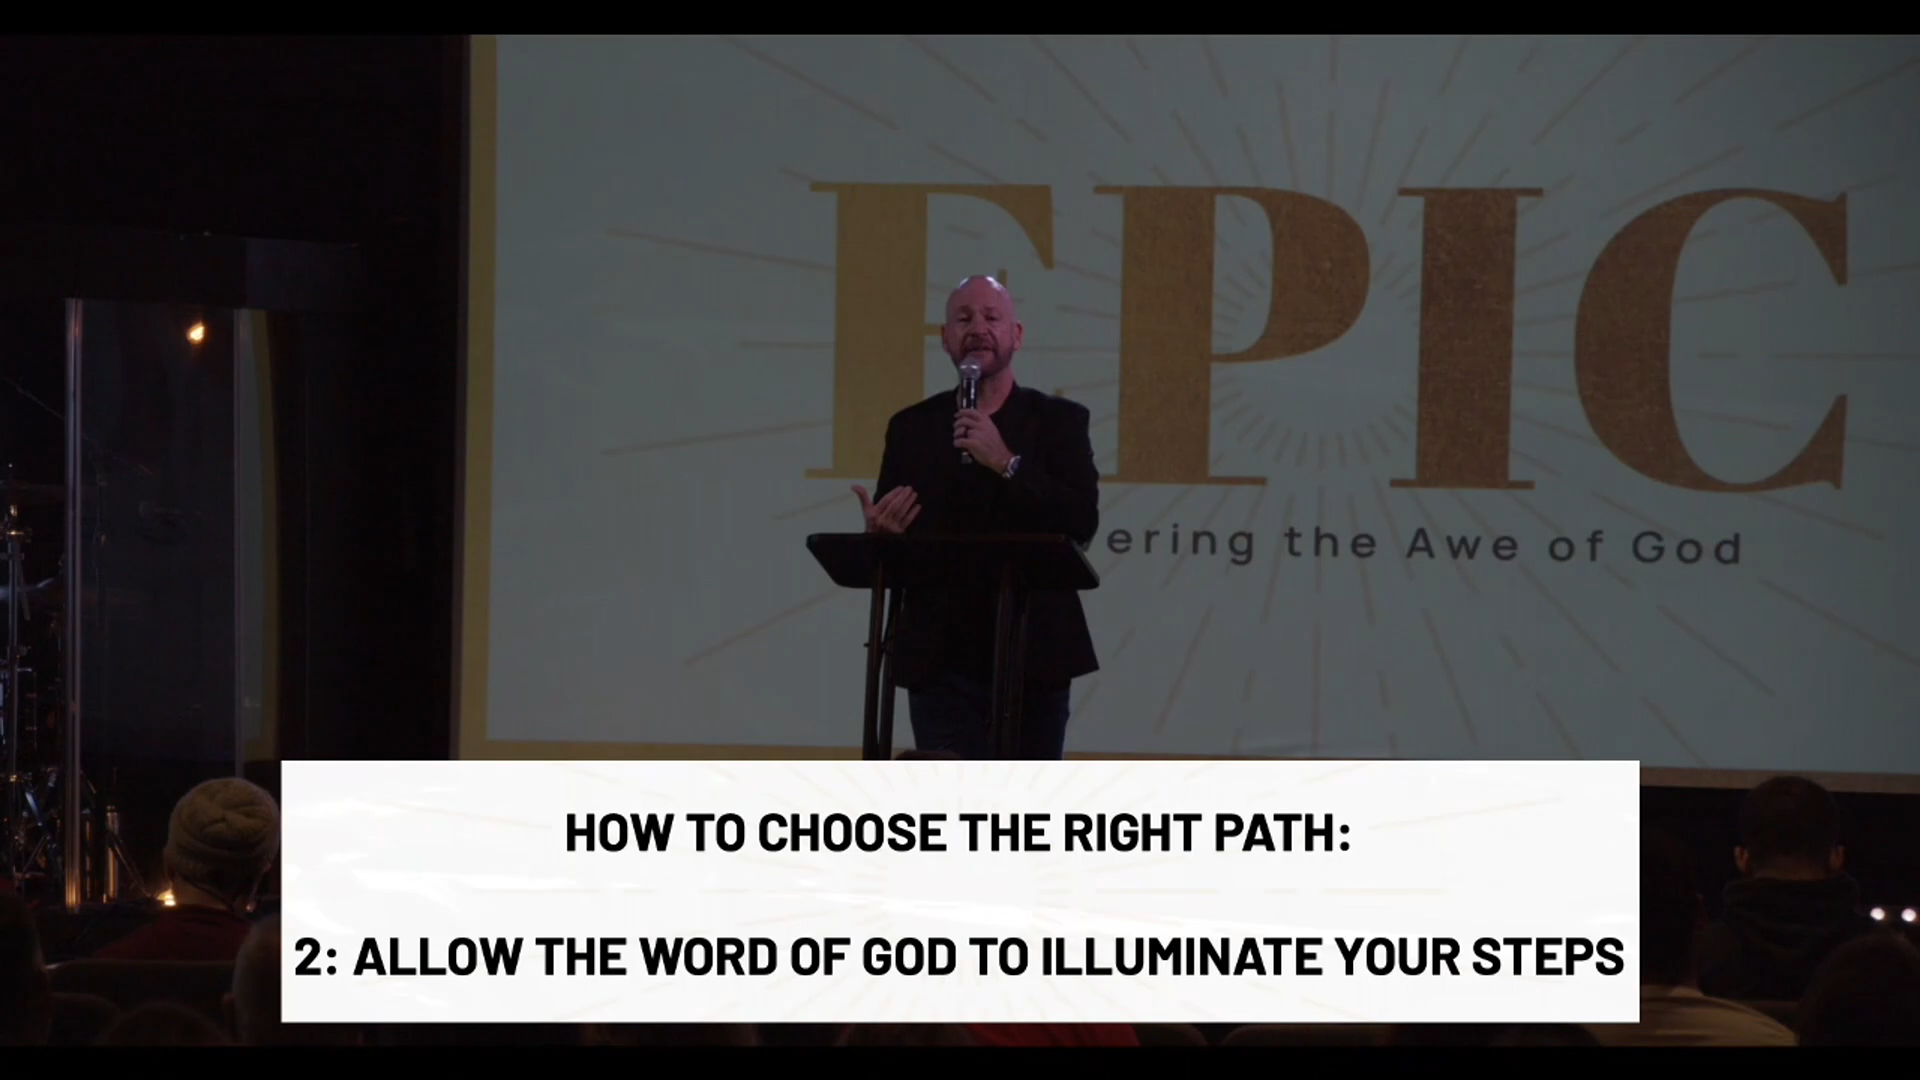 EPIC
ering the Awe of God
HOW TO CHOOSE THE RIGHT PATH:
2: ALLOW THE WORD OF GOD TO ILLUMINATE YOUR STEPS